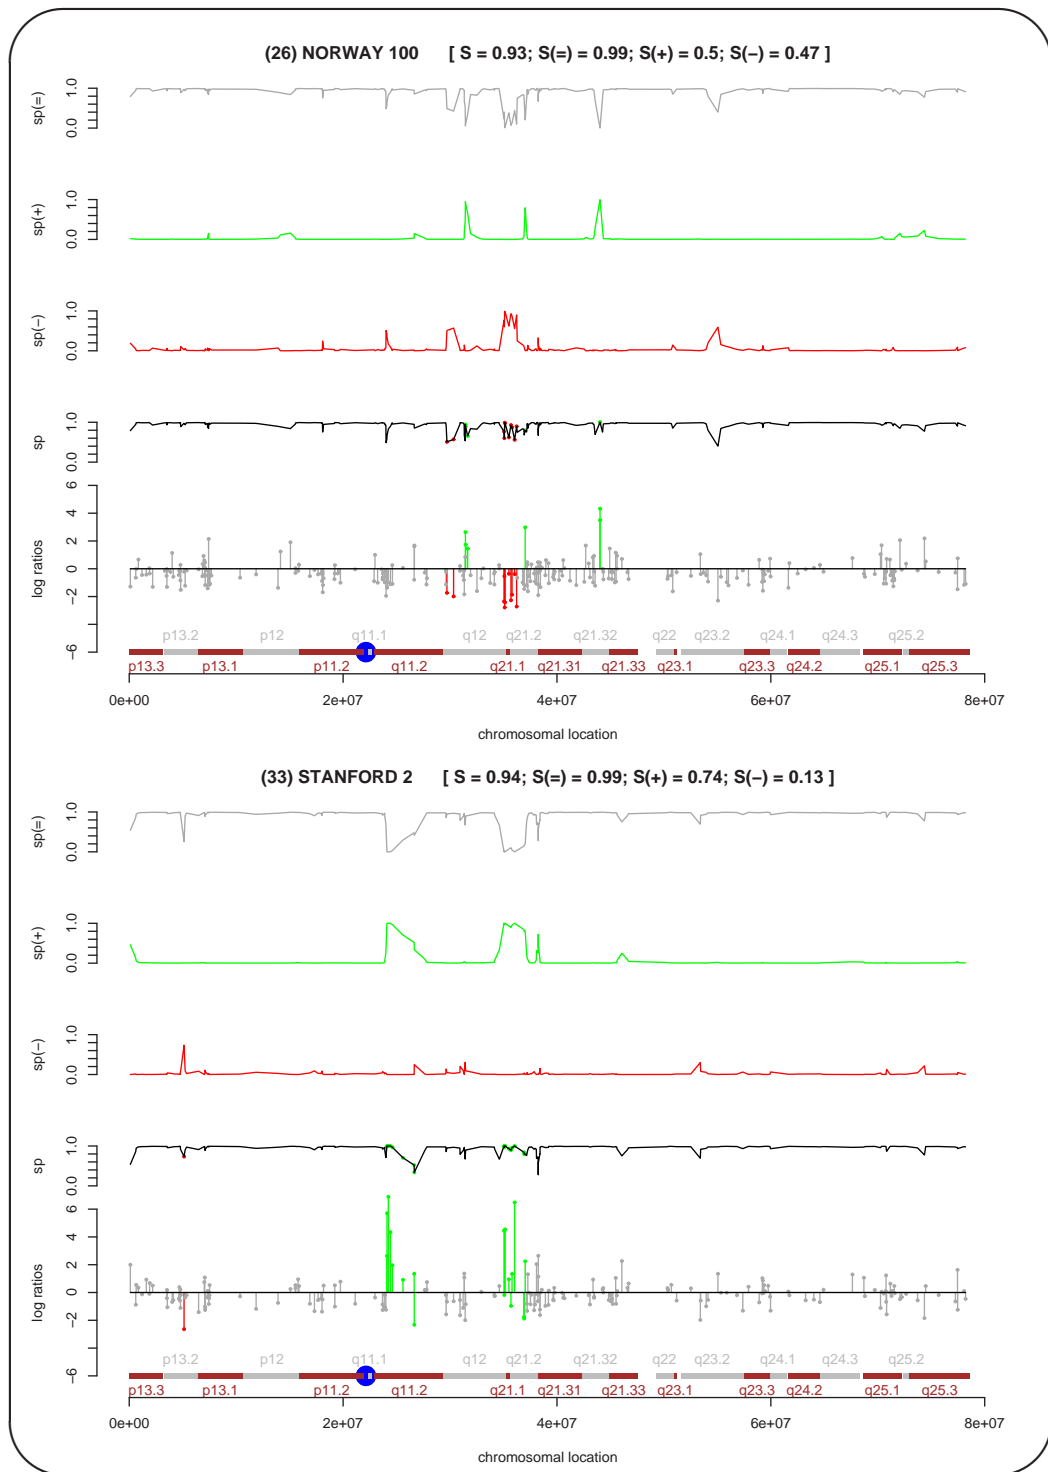 (26) NORWAY 100 [ S = 0.93; S(=) = 0.99; S(+) = 0.5; S(−) = 0.47 ]
sp(=)
0.0 1.0
sp(+)
0.0 1.0
sp(−)
0.0 1.0
sp
0.0 1.0
log ratios
6
4
2
0
−2
−4
−6
p13.2 p12 q11.1 q12 q21.2 q21.32 q22 q23.2 q24.1 q24.3 q25.2
p13.3 p13.1 p11.2 q11.2 q21.1 q21.31 q21.33 q23.1 q23.3 q24.2 q25.1 q25.3
0e+00 2e+07 4e+07 6e+07 8e+07
chromosomal location
(33) STANFORD 2 [ S = 0.94; S(=) = 0.99; S(+) = 0.74; S(−) = 0.13 ]
sp(=)
0.0 1.0
sp(+)
0.0 1.0
sp(−)
0.0 1.0
sp
0.0 1.0
log ratios
6
4
2
0
−2
−4
−6
p13.2 p12 q11.1 q12 q21.2 q21.32 q22 q23.2 q24.1 q24.3 q25.2
p13.3 p13.1 p11.2 q11.2 q21.1 q21.31 q21.33 q23.1 q23.3 q24.2 q25.1 q25.3
0e+00 2e+07 4e+07 6e+07 8e+07
chromosomal location